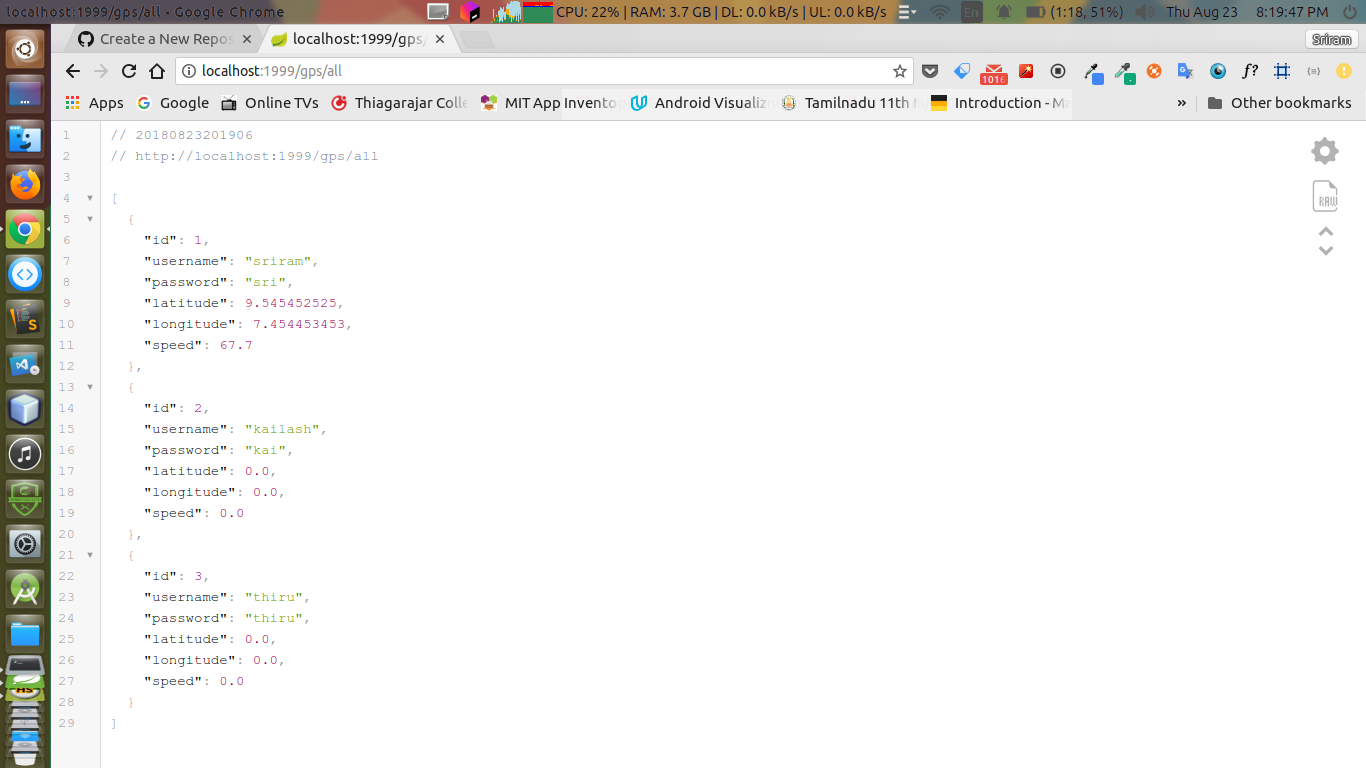 localhost:1999/gps/all - Google Chrome
CPU: 22% | RAM: 3.7 GB | DL: 0.0 kB/s | UL: 0.0 kB/s
En
(1:18, 51%)
Thu Aug 23
8:19:47 PM
Create a New Repos
localhost:1999/gps/
Sriram
localhost:1999/gps/all
1016
f?
Apps
Google
Online TVs
Thiagarajar Colle
MIT App Invento
Android Visualiz
Tamilnadu 11th
Introduction - Ma
»
Other bookmarks
1 // 20180823201906
2 // http://localhost:1999/gps/all
3
4 [
5 {
6 "id": 1,
7 "username": "sriram",
8 "password": "sri",
9 "latitude": 9.545452525,
10 "longitude": 7.454453453,
11 "speed": 67.7
12 },
13 {
14 "id": 2,
15 "username": "kailash",
16 "password": "kai",
17 "latitude": 0.0,
18 "longitude": 0.0,
19 "speed": 0.0
20 },
21 {
22 "id": 3,
23 "username": "thiru",
24 "password": "thiru",
25 "latitude": 0.0,
26 "longitude": 0.0,
27 "speed": 0.0
28 }
29 ]
RAW